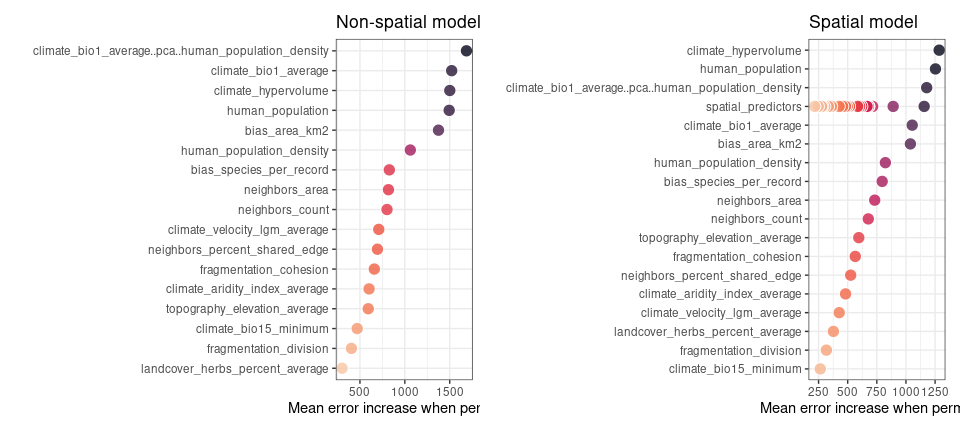 Non-spatial model
climate_bio1_average..pca..human_population_density
climate_bio1_average
climate_hypervolume
human_population
bias_area_km2
human_population_density
bias_species_per_record
neighbors_area
neighbors_count
climate_velocity_lgm_average
neighbors_percent_shared_edge
fragmentation_cohesion
climate_aridity_index_average
topography_elevation_average
climate_bio15_minimum
fragmentation_division
landcover_herbs_percent_average
500 1000 1500
Mean error increase when per
Spatial model
climate_hypervolume
human_population
climate_bio1_average..pca..human_population_density
spatial_predictors
climate_bio1_average
bias_area_km2
human_population_density
bias_species_per_record
neighbors_area
neighbors_count
topography_elevation_average
fragmentation_cohesion
neighbors_percent_shared_edge
climate_aridity_index_average
climate_velocity_lgm_average
landcover_herbs_percent_average
fragmentation_division
climate_bio15_minimum
250 500 750 1000 1250
Mean error increase when perm